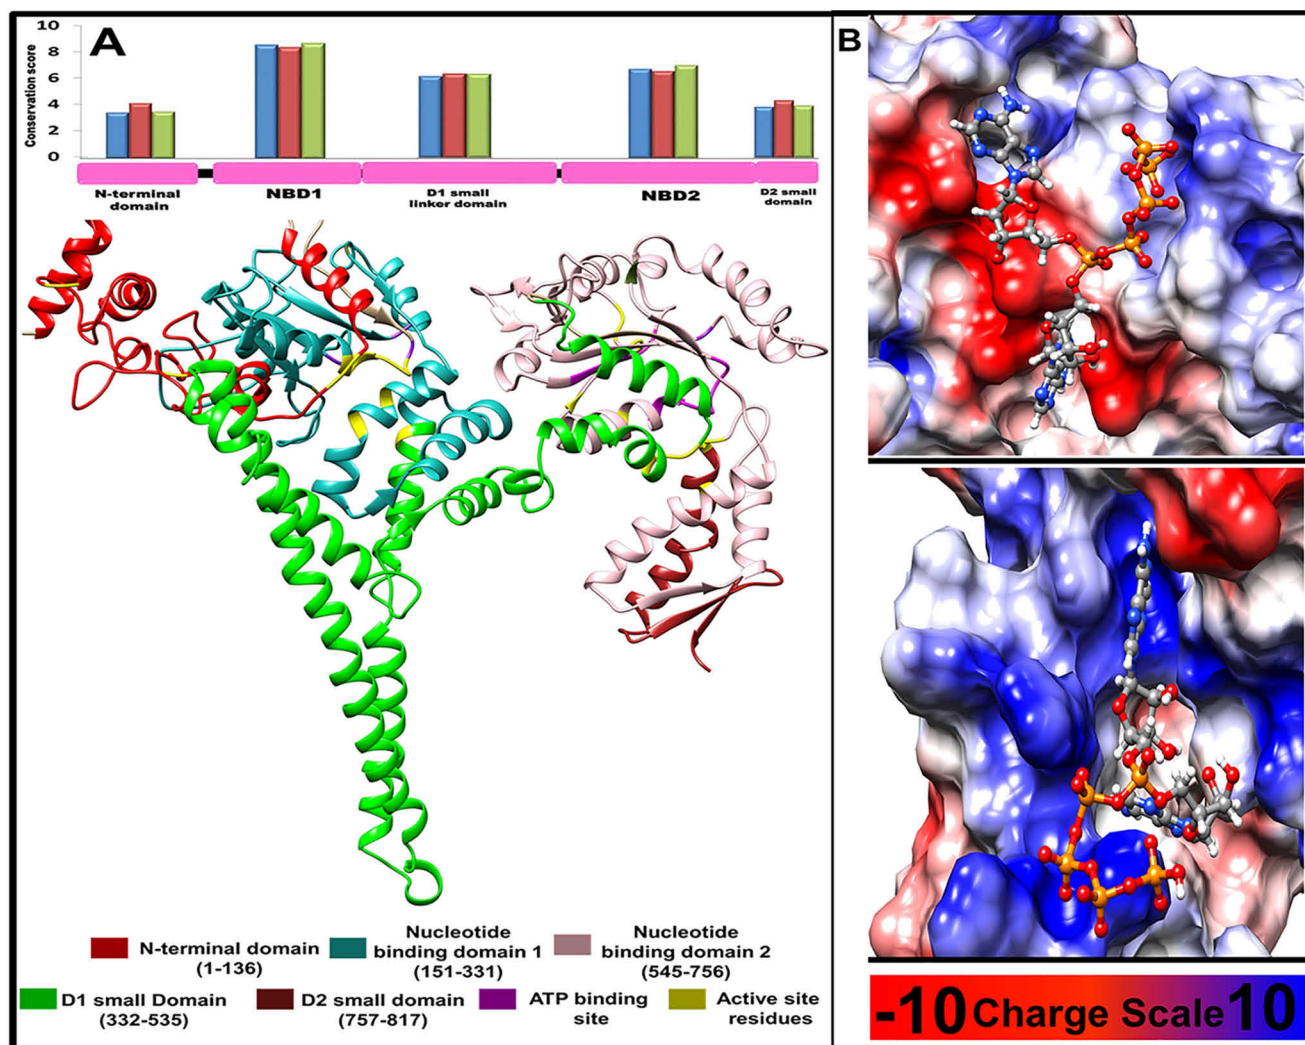 A
B
Conservation score
10
8
6
4
2
0
N-terminal
domain
NBD1
D1 small
linker domain
NBD2
D2 small
domain
N-terminal domain
(1-136)
Nucleotide
binding domain 1
(151-331)
Nucleotide
binding domain 2
(545-756)
D1 small Domain
(332-535)
D2 small domain
(757-817)
ATP binding
site
Active site
residues
-10 Charge Scale 10